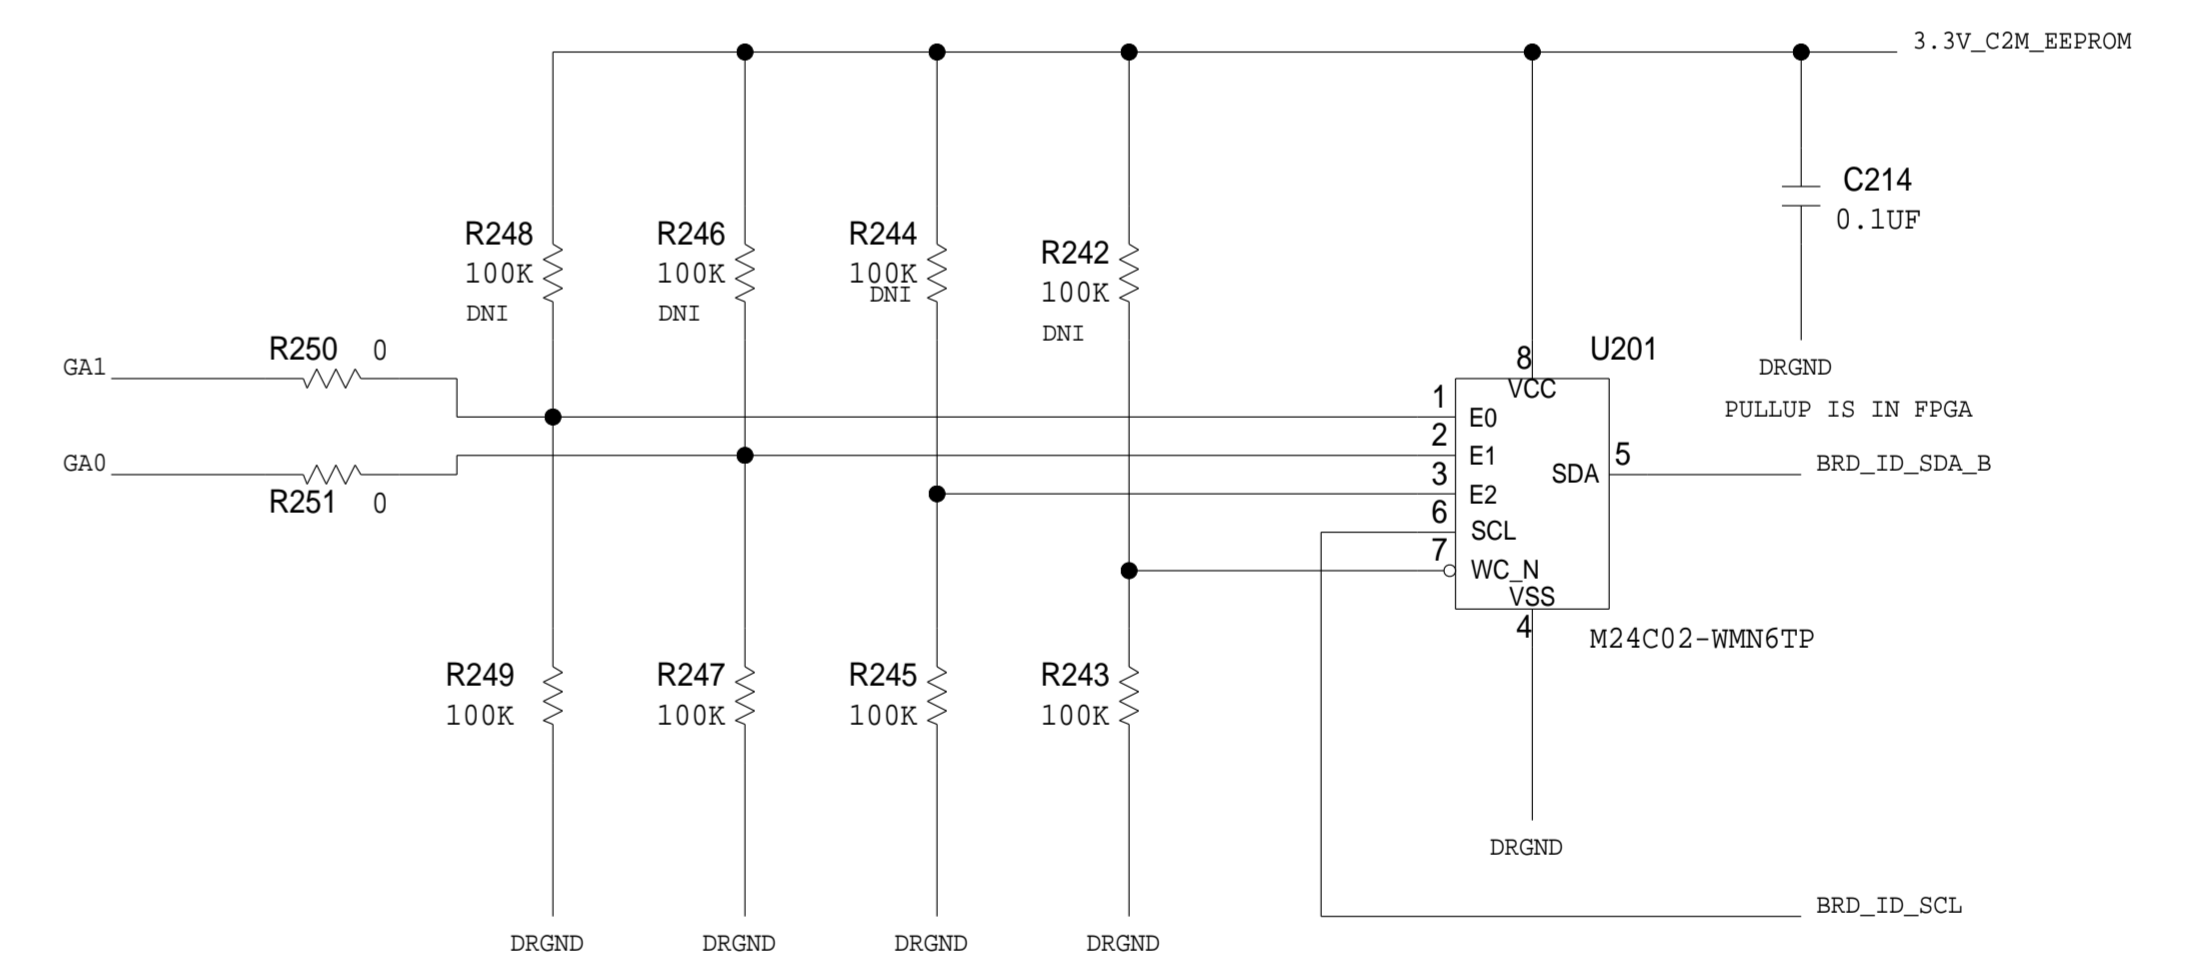 3.3V_C2M_EEPROM
C214
0.1UF
R248
100K
DNI
R246
100K
DNI
R244
100K
DNI
R242
100K
DNI
DRGND
PULLUP IS IN FPGA
GA1
R250 0
GA0
R251 0
U201
8
VCC
1
E0
2
E1
3
E2
6
SCL
7
WC_N
VSS
4
SDA
5
BRD_ID_SDA_B
M24C02-WMN6TP
R249
100K
R247
100K
R245
100K
R243
100K
DRGND
BRD_ID_SCL
DRGND
DRGND
DRGND
DRGND